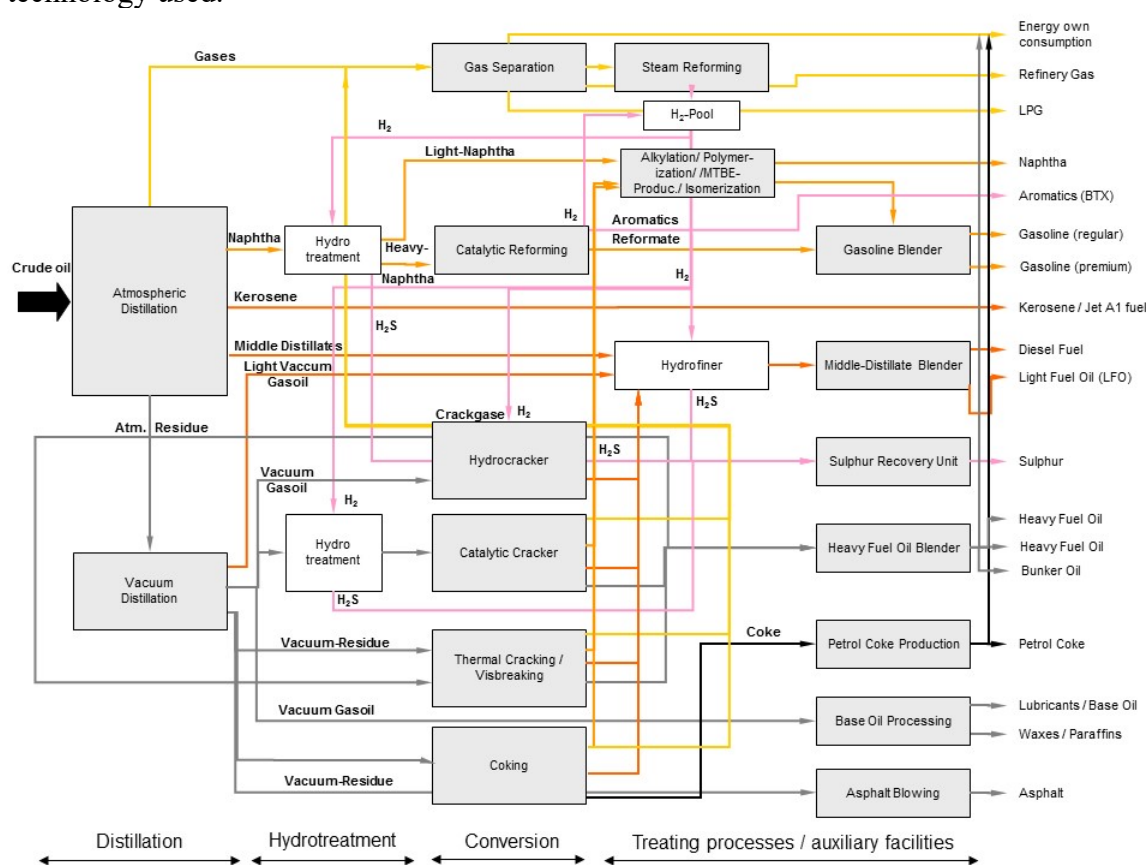 technology used.
Energy own
consumption
Gases
Gas Separation
Steam Reforming
Refinery Gas
H₂-Pool
LPG
H₂
Light-Naphtha
Alkylation/ Polymer-
ization/ /MTBE-
Produc./ Isomerization
Naphtha
Aromatics (BTX)
H₂
Aromatics
Naphtha
Hydro
treatment
Heavy-
Naphtha
Catalytic Reforming
Reformate
Gasoline Blender
Gasoline (regular)
Gasoline (premium)
Crude oil
Atmospheric
Distillation
H₂
Kerosene
Kerosene / Jet A1 fuel
H₂S
Middle Distillates
Light Vaccum
Gasoil
Hydrofiner
Middle-Distillate Blender
Diesel Fuel
Light Fuel Oil (LFO)
H₂S
Crackgase
H₂
Atm. Residue
Hydrocracker
H₂S
Sulphur Recovery Unit
Sulphur
Vacuum
Gasoil
H₂
Hydro
treatment
Catalytic Cracker
Heavy Fuel Oil Blender
Heavy Fuel Oil
Heavy Fuel Oil
Bunker Oil
Vacuum
Distillation
H₂S
Vacuum-Residue
Thermal Cracking /
Visbreaking
Coke
Petrol Coke Production
Petrol Coke
Vacuum Gasoil
Base Oil Processing
Lubricants / Base Oil
Waxes / Paraffins
Coking
Vacuum-Residue
Asphalt Blowing
Asphalt
Distillation
Hydrotreatment
Conversion
Treating processes / auxiliary facilities